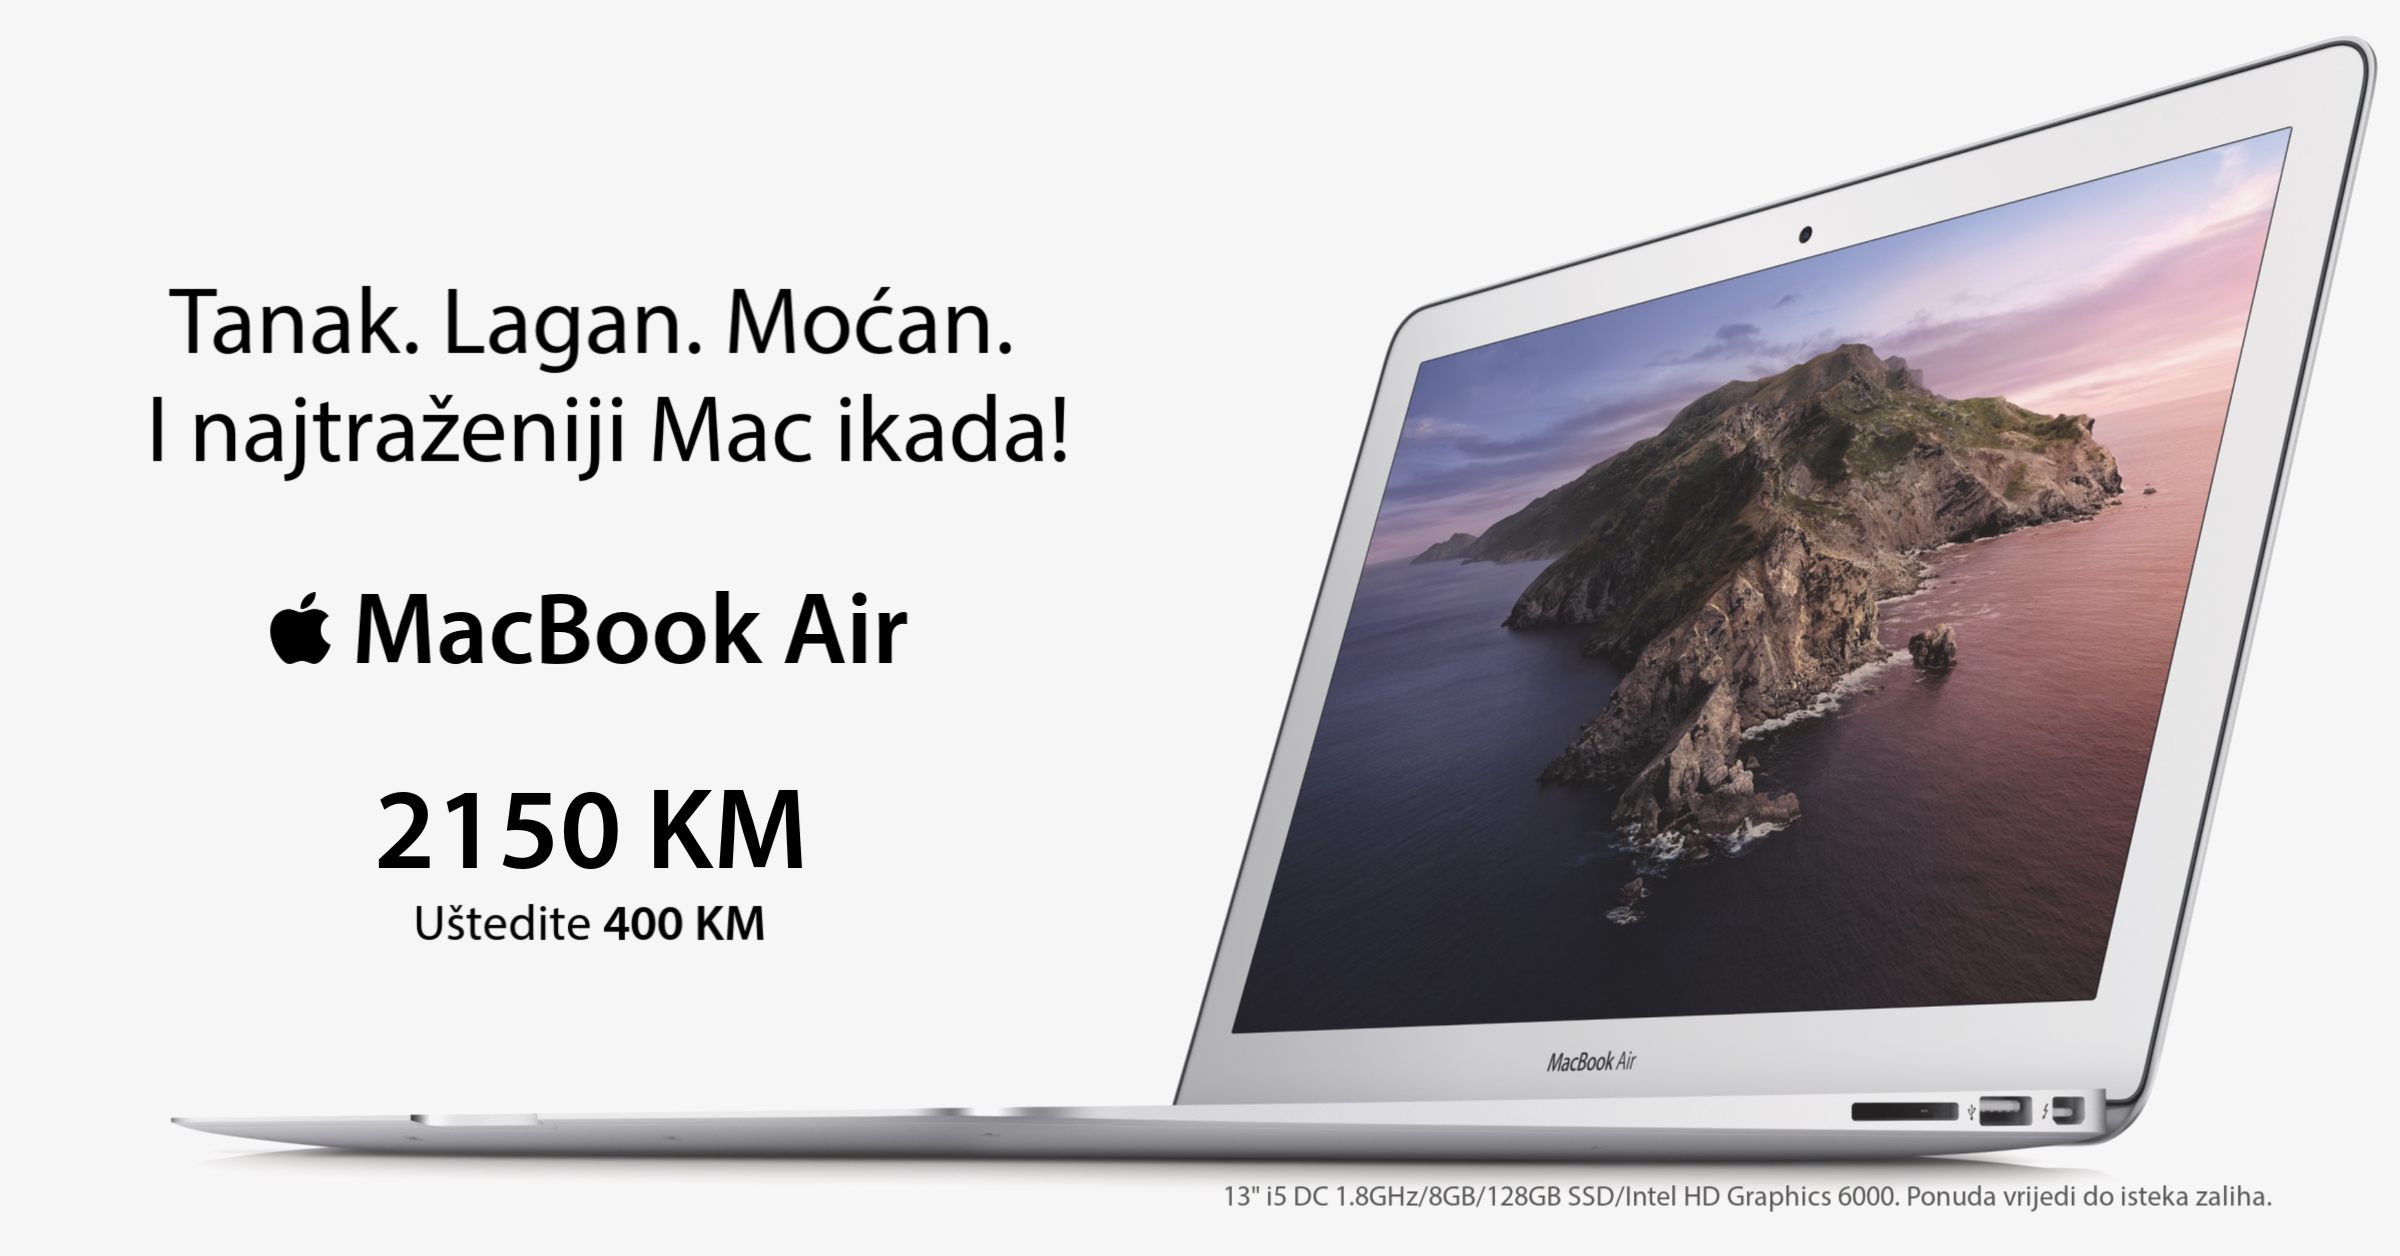 Tanak. Lagan. Moćan.
I najtraženiji Mac ikada!
MacBook Air
2150 KM
Uštedite 400 KM
MacBook Air
13" i5 DC 1.8GHz/8GB/128GB SSD/Intel HD Graphics 6000. Ponuda vrijedi do isteka zaliha.